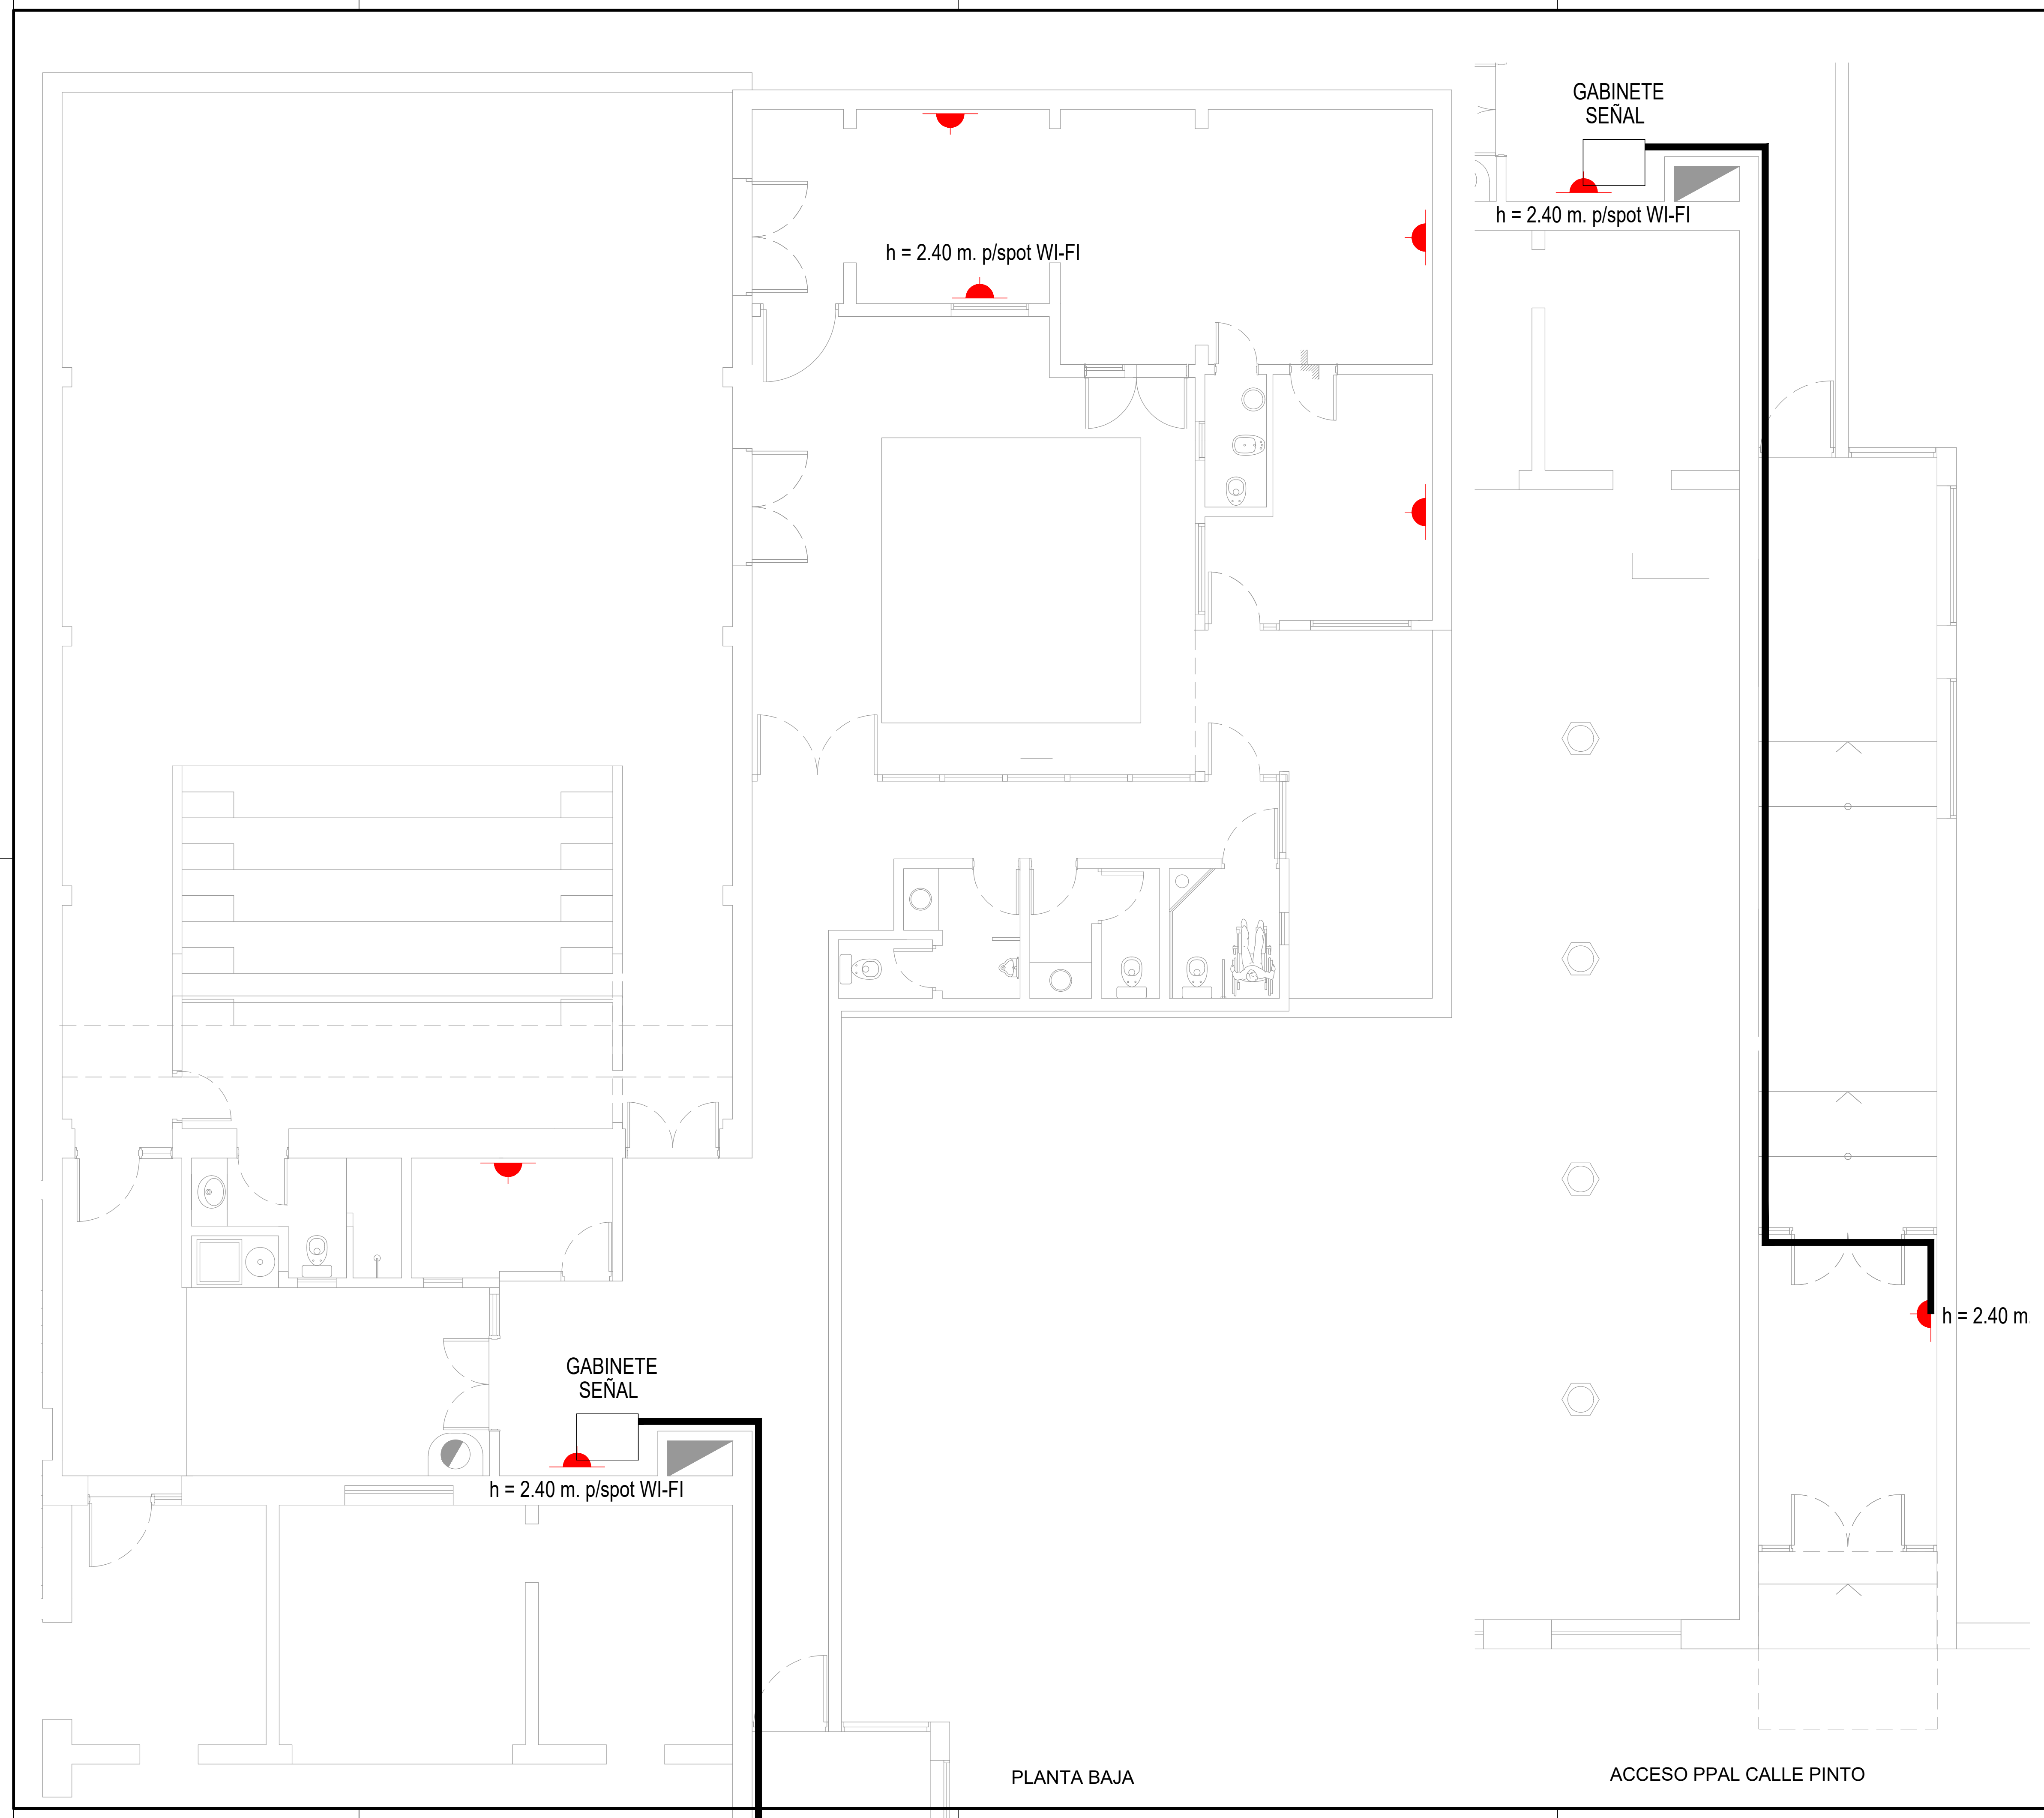 GABINETE
SEÑAL
h = 2.40 m. p/spot WI-FI
h = 2.40 m. p/spot WI-FI
h = 2.40 m.
GABINETE
SEÑAL
h = 2.40 m. p/spot WI-FI
PLANTA BAJA
ACCESO PPAL CALLE PINTO